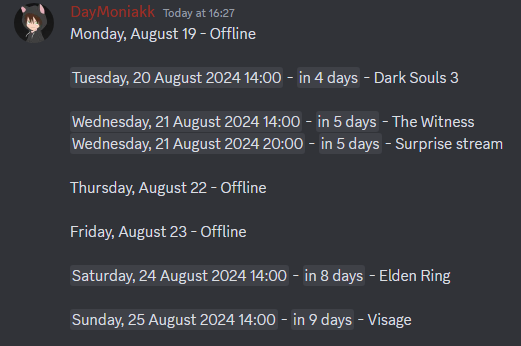 DayMoniakk Today at 16:27
Monday, August 19 - Offline
Tuesday, 20 August 2024 14:00 - in 4 days - Dark Souls 3
Wednesday, 21 August 2024 14:00 - in 5 days - The Witness
Wednesday, 21 August 2024 20:00 - in 5 days - Surprise stream
Thursday, August 22 - Offline
Friday, August 23 - Offline
Saturday, 24 August 2024 14:00 - in 8 days - Elden Ring
Sunday, 25 August 2024 14:00 - in 9 days - Visage